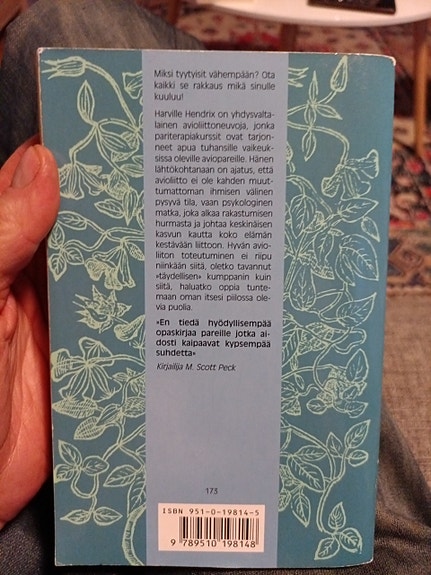 Miksi tyytyisit vähempään? Ota
kaikki se rakkaus mikä sinulle
kuuluu!
Harville Hendrix on yhdysvalta-
lainen avioliittoneuvoja, jonka
pariterapiakurssit ovat tarjon-
neet apua tuhansille vaikeuk-
sissa oleville aviopareille. Hänen
lähtökohtanaan on ajatus, että
avioliitto ei ole kahden muut-
tumattoman ihmisen välinen
pysyvä tila, vaan psykologinen
matka, joka alkaa rakastumisen
hurmasta ja johtaa keskinäisen
kasvun kautta koko elämän
kestävään liittoon. Hyvän avio-
liiton toteutuminen ei riipu
niinkään siitä, oletko tavannut
»täydellisen» kumppanin kuin
siitä, haluatko oppia tunte-
maan oman itsesi piilossa ole-
via puolia.
»En tiedä hyödyllisempää
opaskirjaa pareille jotka ai-
dosti kaipaavat kypsempää
suhdetta»
Kirjailija M. Scott Peck
173
ISBN 951-0-19814-5
9 789510 198148